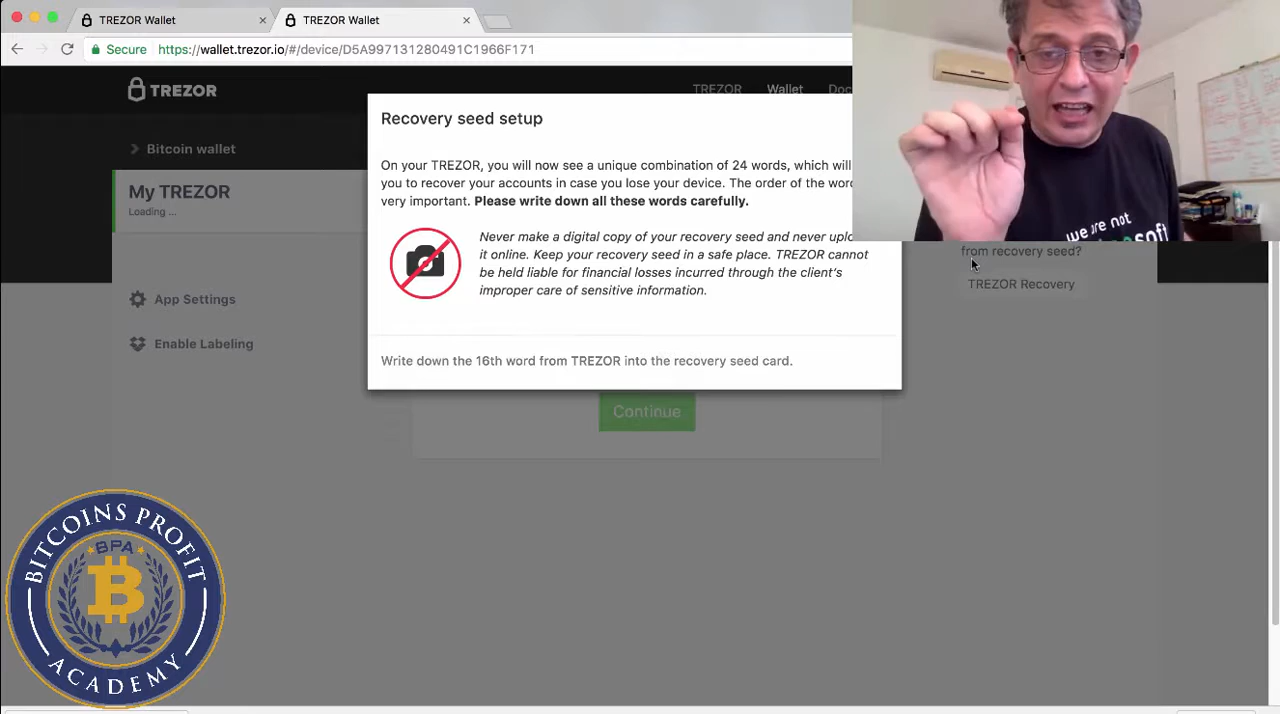 TREZOR Wallet
TREZOR Wallet
Secure https://wallet.trezor.io/#/device/D5A997131280491C1966F171
TREZOR
TREZOR Wallet Doc
Bitcoin wallet
My TREZOR
Loading ...
App Settings
Enable Labeling
Recovery seed setup
On your TREZOR, you will now see a unique combination of 24 words, which will
you to recover your accounts in case you lose your device. The order of the
very important. Please write down all these words carefully.
Never make a digital copy of your recovery seed and never
it online. Keep your recovery seed in a safe place. TREZOR cannot
be held liable for financial losses incurred through the client's
improper care of sensitive information.
Write down the 16th word from TREZOR into the recovery seed card.
Continue
from recovery seed?
TREZOR Recovery
we are not
BITCOINS PROFIT
BPA
ACADEMY